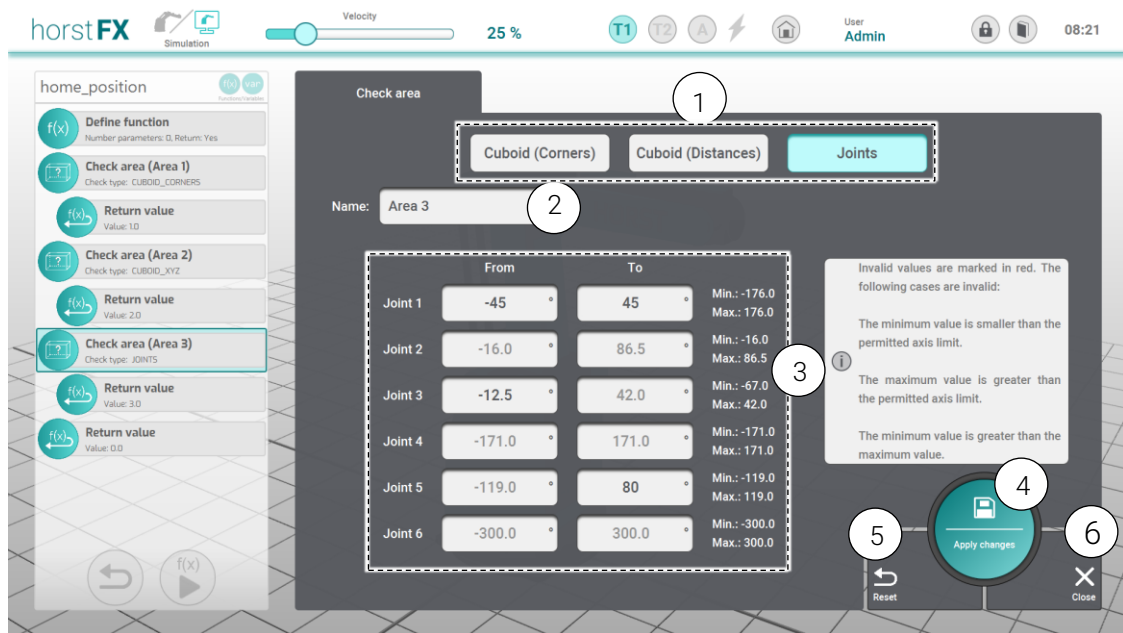 horstFX
Simulation
Velocity
25 %
T1
T2
A
User
Admin
08:21
home_position
f(x)
var
Functions/Variables
f(x)
Define function
Number parameters: 0, Return: Yes
?
Check area (Area 1)
Check type: CUBOID_CORNERS
f(x)
Return value
Value: 1.0
?
Check area (Area 2)
Check type: CUBOID_XYZ
f(x)
Return value
Value: 2.0
?
Check area (Area 3)
Check type: JOINTS
f(x)
Return value
Value: 3.0
f(x)
Return value
Value: 0.0
f(x)
Check area
1
Cuboid (Corners)
Cuboid (Distances)
Joints
Name:
Area 3
2
From
To
Joint 1
-45 °
45 °
Min.: -176.0
Max.: 176.0
Joint 2
-16.0 °
86.5 °
Min.: -16.0
Max.: 86.5
Joint 3
-12.5 °
42.0 °
Min.: -67.0
Max.: 42.0
Joint 4
-171.0 °
171.0 °
Min.: -171.0
Max.: 171.0
Joint 5
-119.0 °
80 °
Min.: -119.0
Max.: 119.0
Joint 6
-300.0 °
300.0 °
Min.: -300.0
Max.: 300.0
3
i
Invalid values are marked in red. The
following cases are invalid:
The minimum value is smaller than the
permitted axis limit.
The maximum value is greater than
the permitted axis limit.
The minimum value is greater than the
maximum value.
4
Apply changes
5
Reset
6
Close